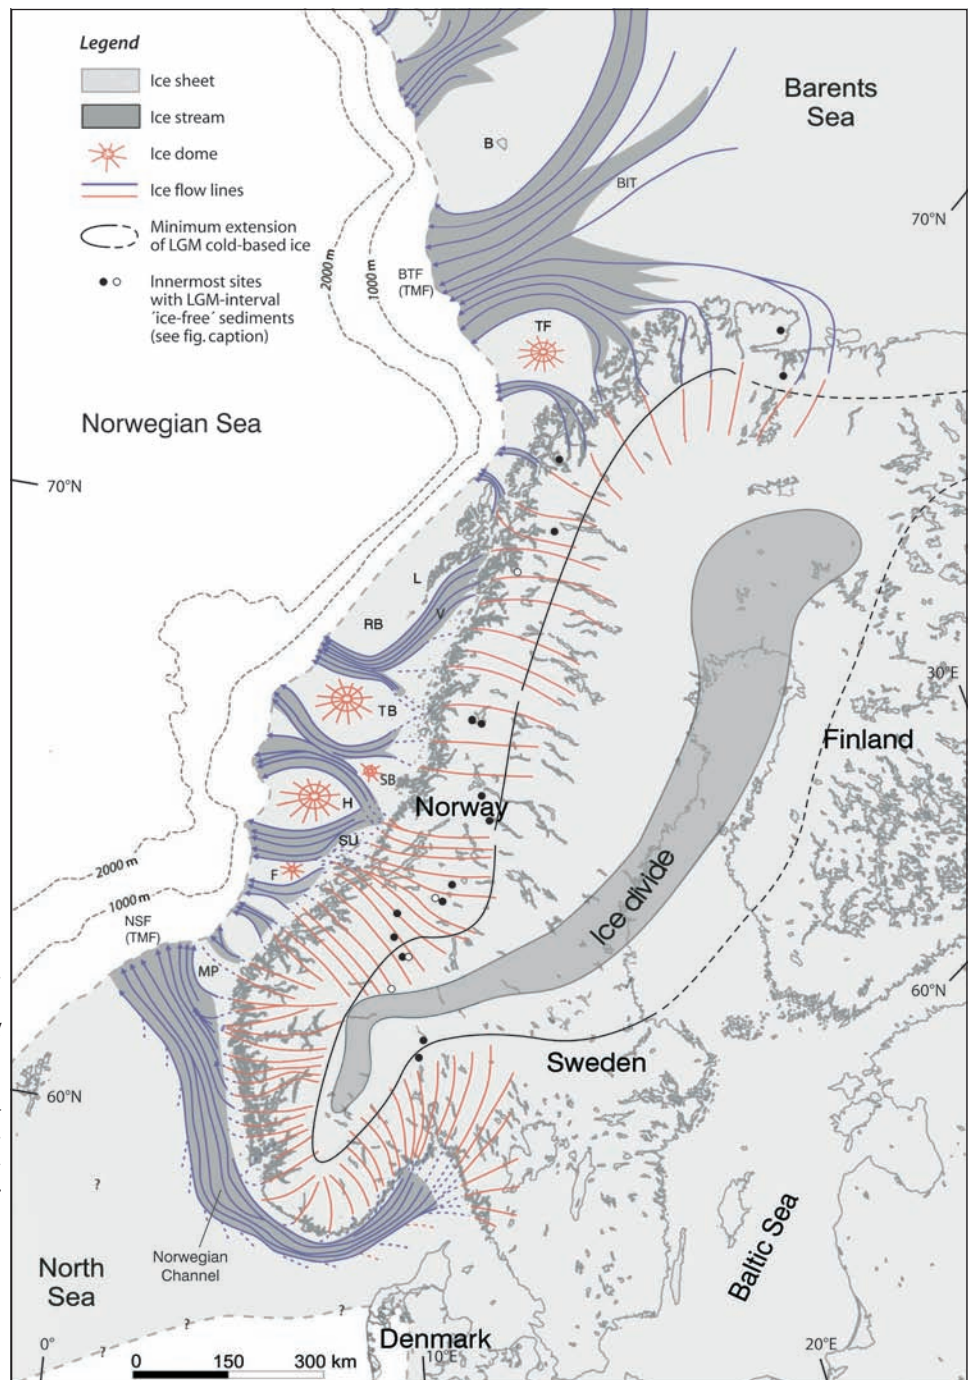 Legend
Ice sheet
Ice stream
Ice dome
Ice flow lines
Minimum extension
of LGM cold-based ice
Innermost sites
with LGM-interval
'ice-free' sediments
(see fig. caption)
Barents
Sea
B
BIT
70°N
2000 m
1000 m
BTF
(TMF)
TF
Norwegian Sea
70°N
L
V
RB
30°E
TB
Finland
SB
H
Norway
SU
2000 m
F
Ice divide
1000 m
NSF
(TMF)
MP
60°N
Sweden
60°N
?
Norwegian
Channel
Baltic Sea
North
Sea
?
?
Denmark
0°
?
10°E
20°E
0 150 300 km